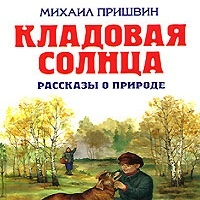 МИХАИЛ ПРИШВИН
КЛАДОВАЯ
СОЛНЦА
РАССКАЗЫ О ПРИРОДЕ